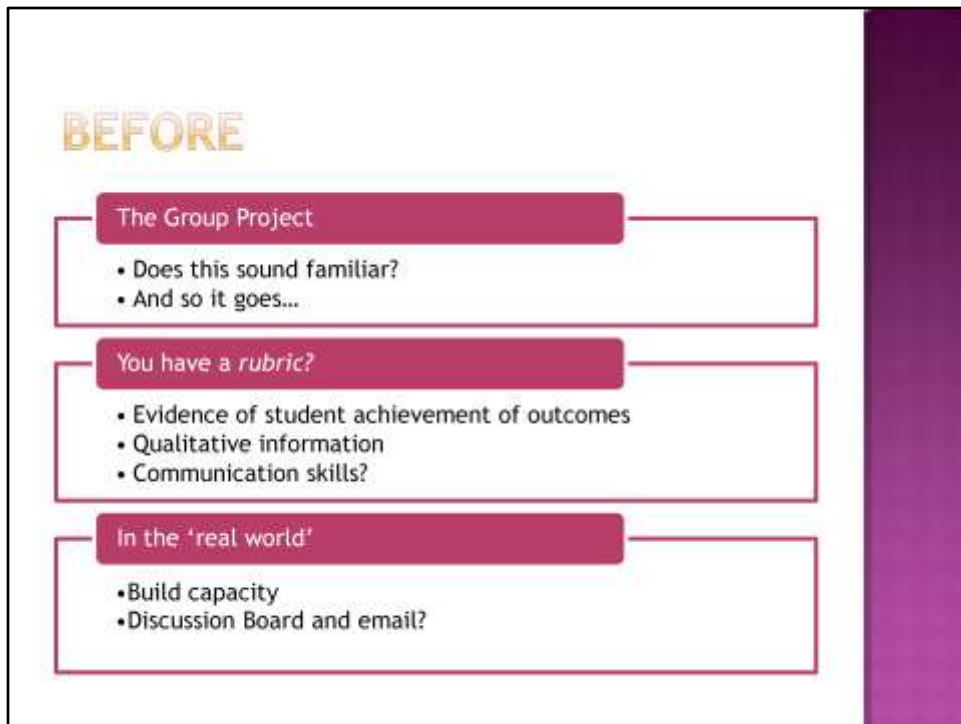 BEFORE
The Group Project
• Does this sound familiar?
• And so it goes…
You have a rubric?
• Evidence of student achievement of outcomes
• Qualitative information
• Communication skills?
In the ‘real world’
•Build capacity
•Discussion Board and email?